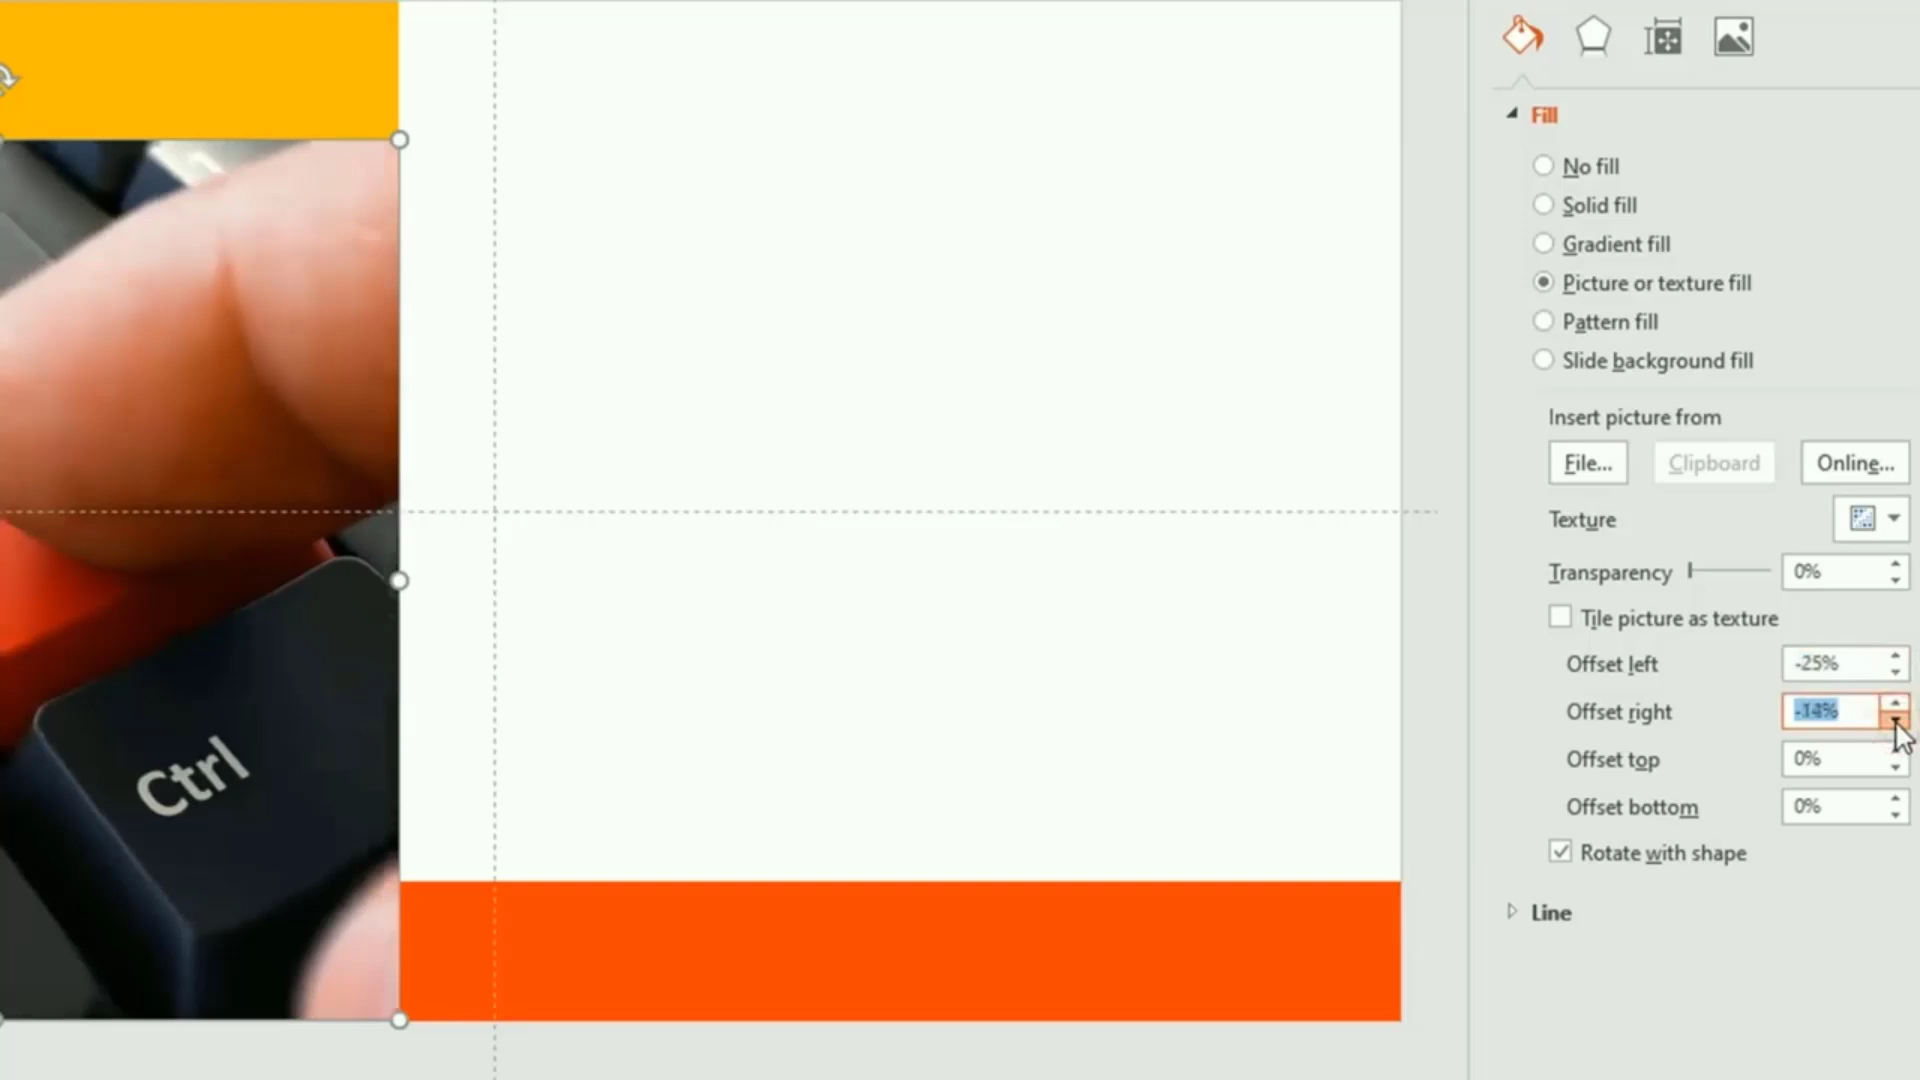 Fill
No fill
Solid fill
Gradient fill
Picture or texture fill
Pattern fill
Slide background fill
Insert picture from
File... Clipboard Online...
Texture
Transparency 0%
Tile picture as texture
Offset left -25%
Offset right -14%
Offset top 0%
Offset bottom 0%
Rotate with shape
Line
Ctrl